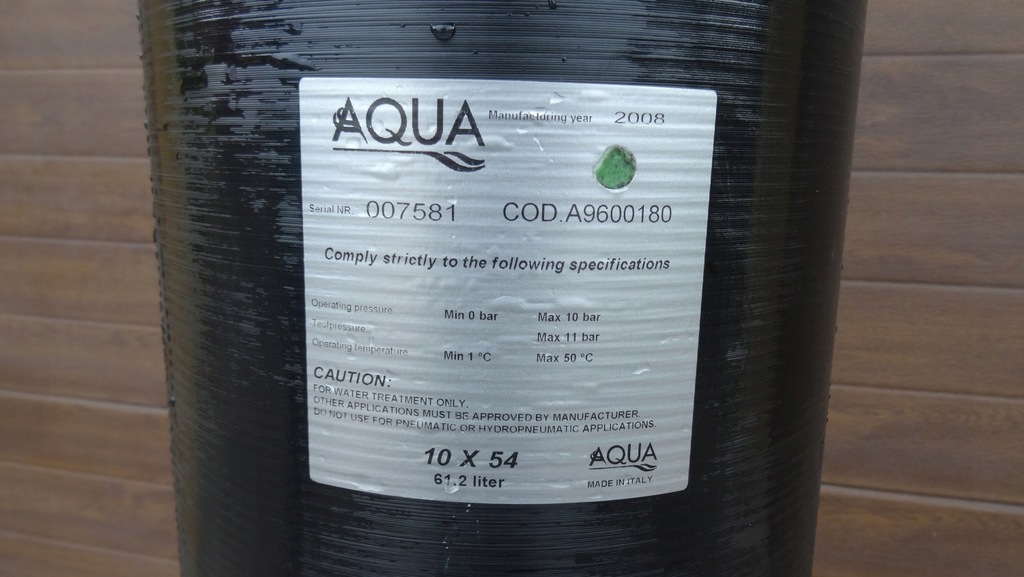 AQUA Manufacturing year 2008
Serial NR. 007581 COD.A9600180
Comply strictly to the following specifications
Operating pressure Min 0 bar Max 10 bar
Testpressure Max 11 bar
Operating temperature Min 1 °C Max 50 °C
CAUTION:
FOR WATER TREATMENT ONLY.
OTHER APPLICATIONS MUST BE APPROVED BY MANUFACTURER.
DO NOT USE FOR PNEUMATIC OR HYDROPNEUMATIC APPLICATIONS.
10 X 54
61.2 liter
AQUA
MADE IN ITALY